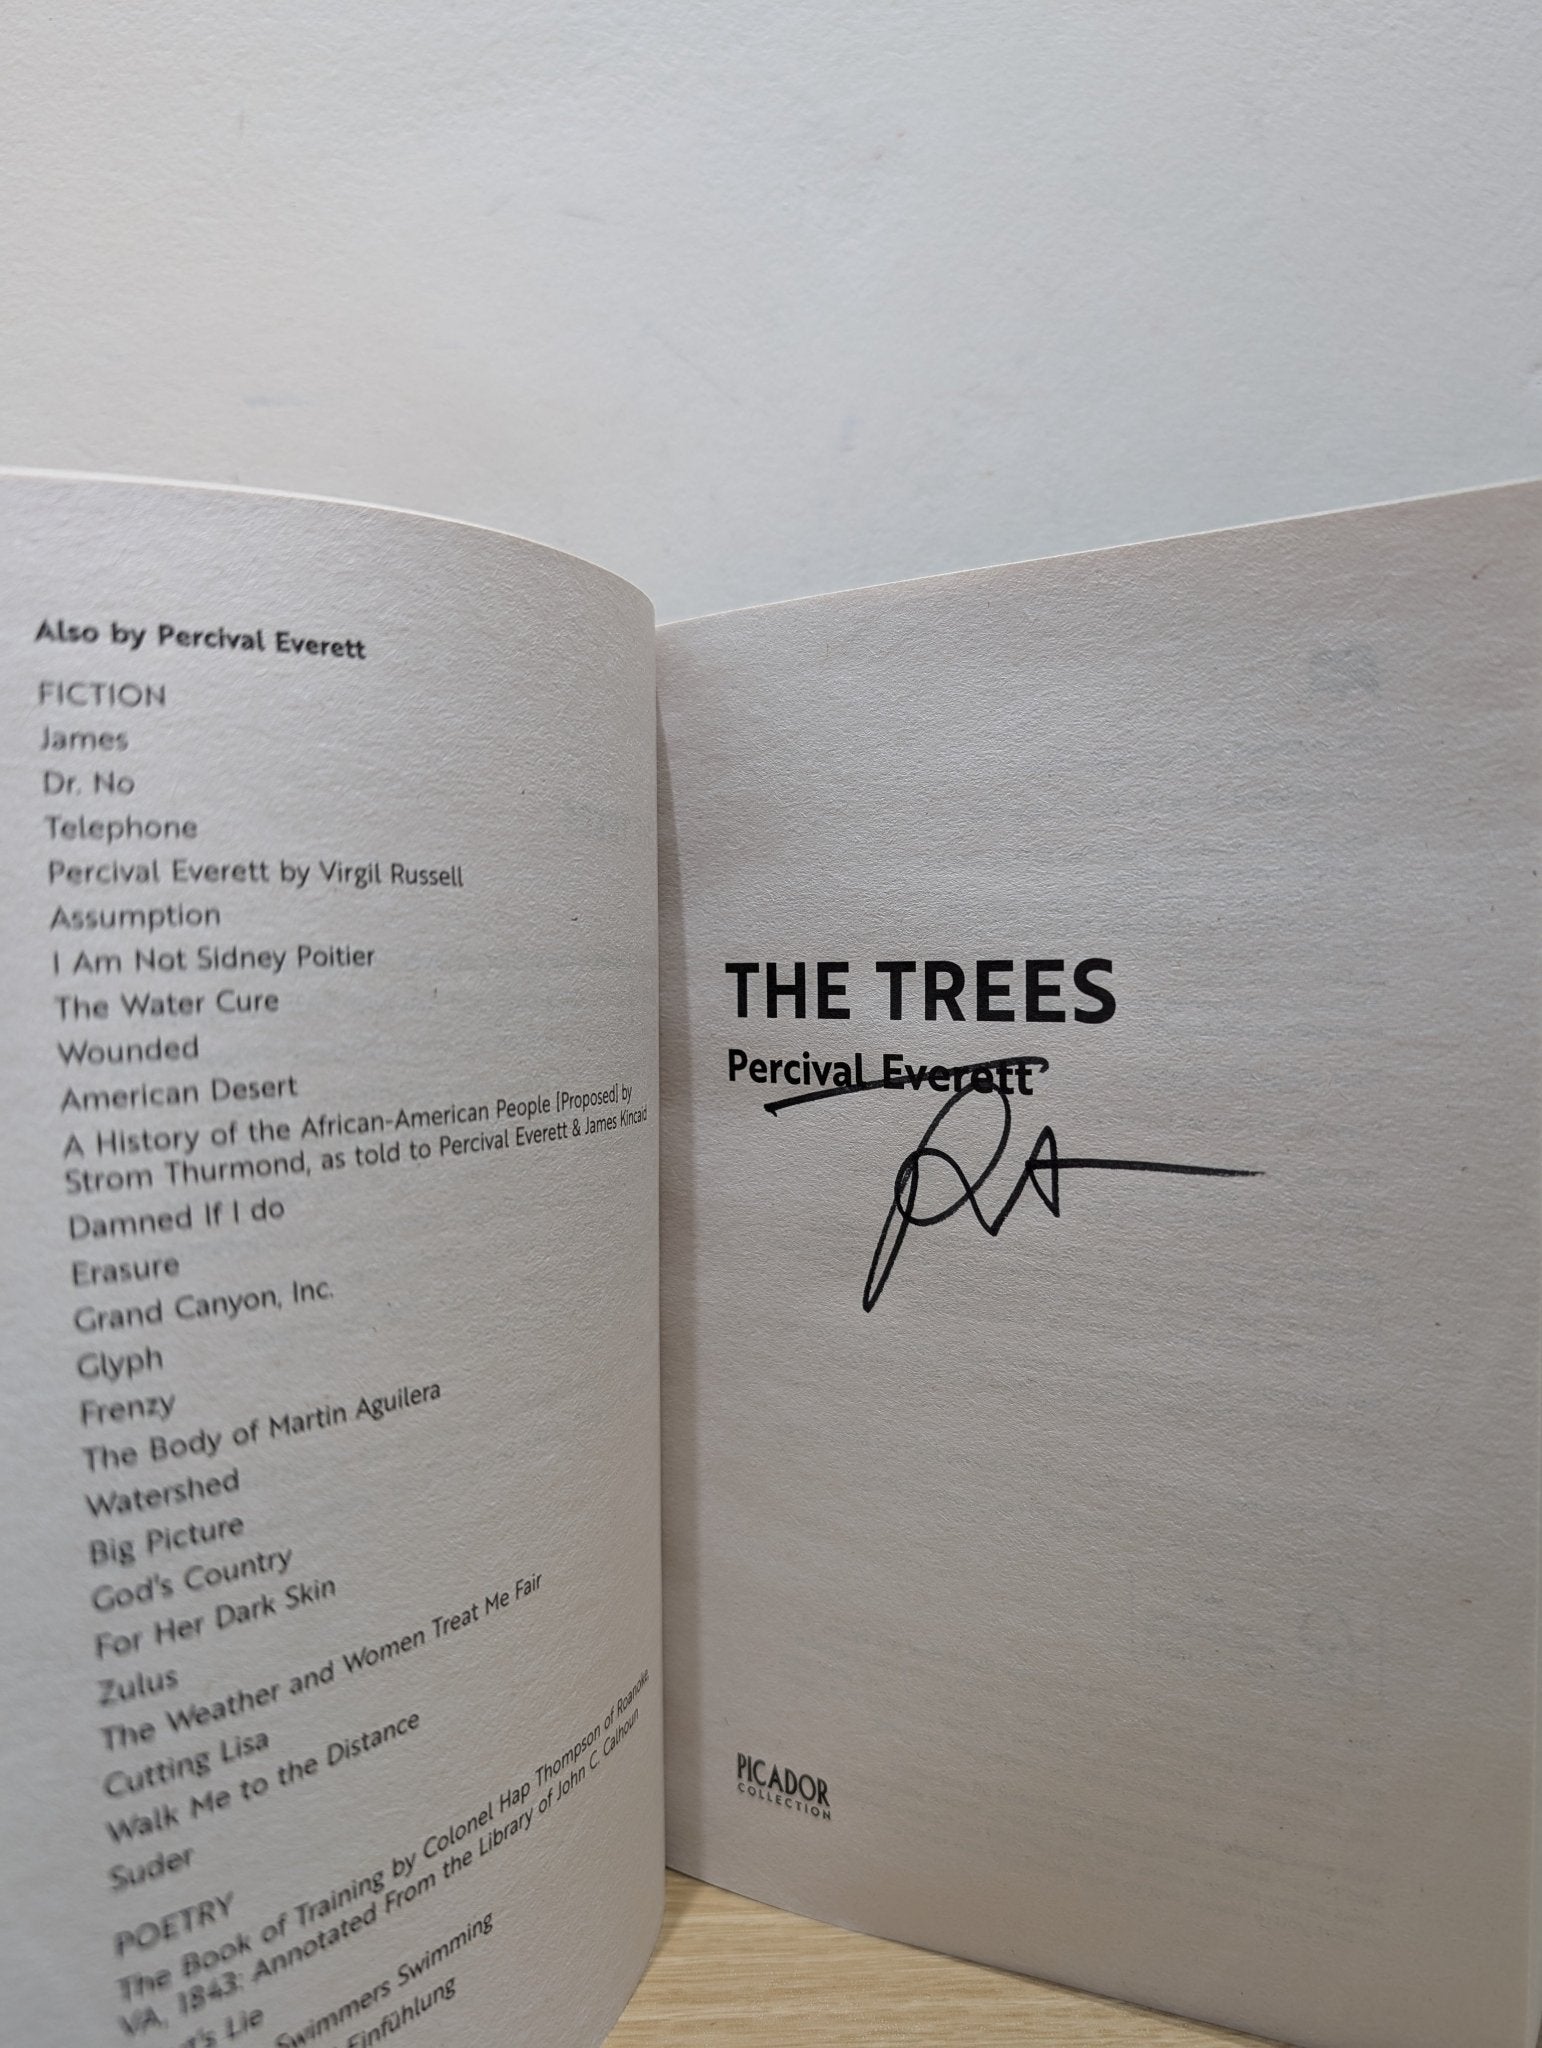 Also by Percival Everett
FICTION
James
Dr. No
Telephone
Percival Everett by Virgil Russell
Assumption
I Am Not Sidney Poitier
The Water Cure
Wounded
American Desert
A History of the African-American People [Proposed] by
Strom Thurmond, as told to Percival Everett & James Kincaid
Damned If I do
Erasure
Grand Canyon, Inc.
Glyph
Frenzy
The Body of Martin Aguilera
Watershed
Big Picture
God's Country
For Her Dark Skin
Zulus
The Weather and Women Treat Me Fair
Cutting Lisa
Walk Me to the Distance
Suder
POETRY
The Book of Training by Colonel Hap Thompson of Roanoke,
VA, 1843: Annotated From the Library of John C. Calhoun
Lie
Swimmers Swimming
Einfühlung
THE TREES
Percival Everett
PICADOR
COLLECTION